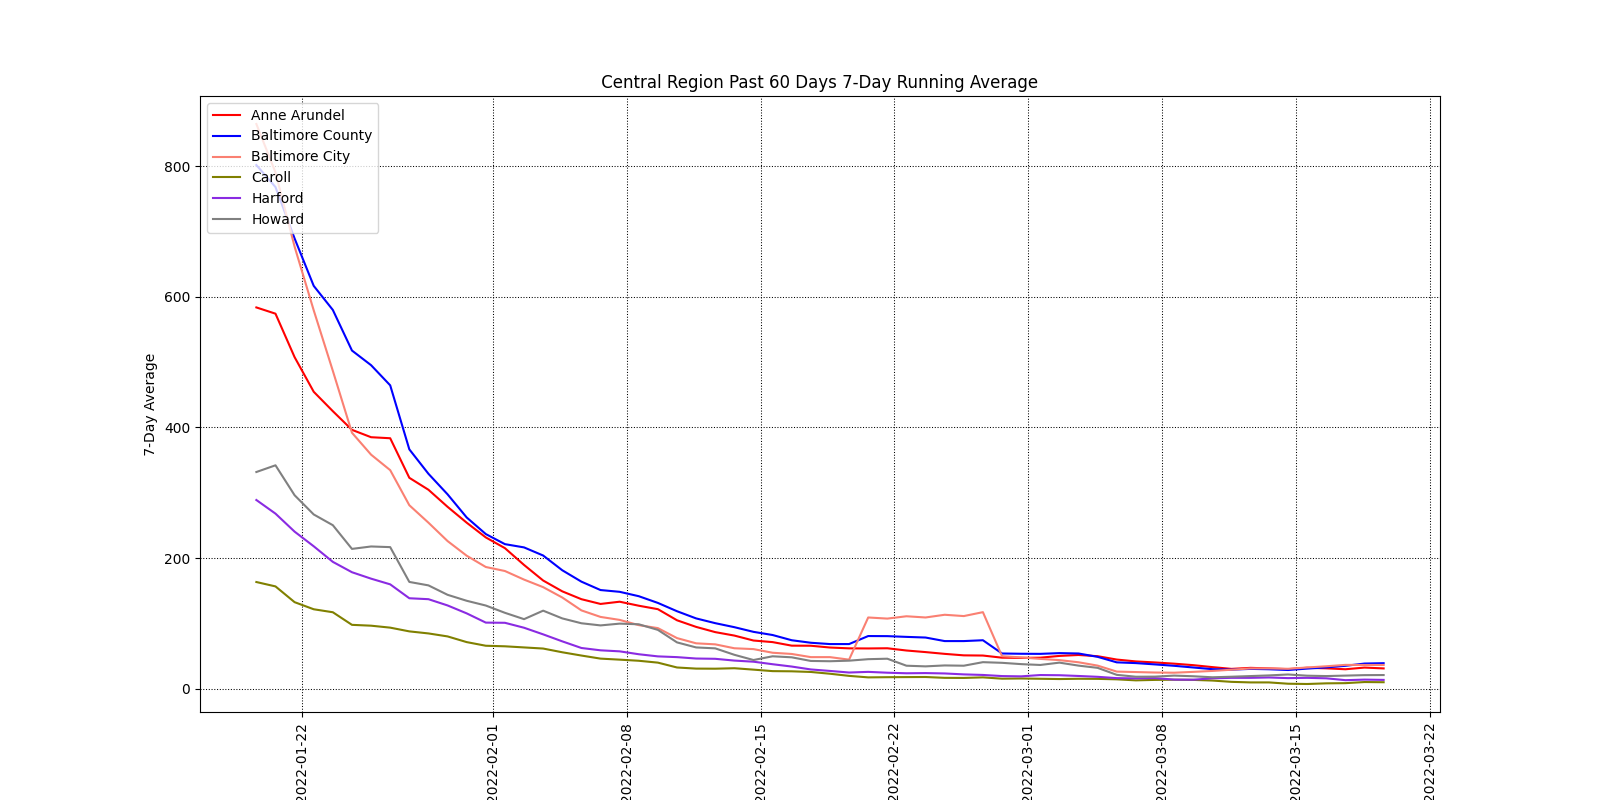 Central Region Past 60 Days 7-Day Running Average
Anne Arundel
Baltimore County
Baltimore City
Caroll
Harford
Howard
7-Day Average
800
600
400
200
0
2022-01-22
2022-02-01
2022-02-08
2022-02-15
2022-02-22
2022-03-01
2022-03-08
2022-03-15
2022-03-22